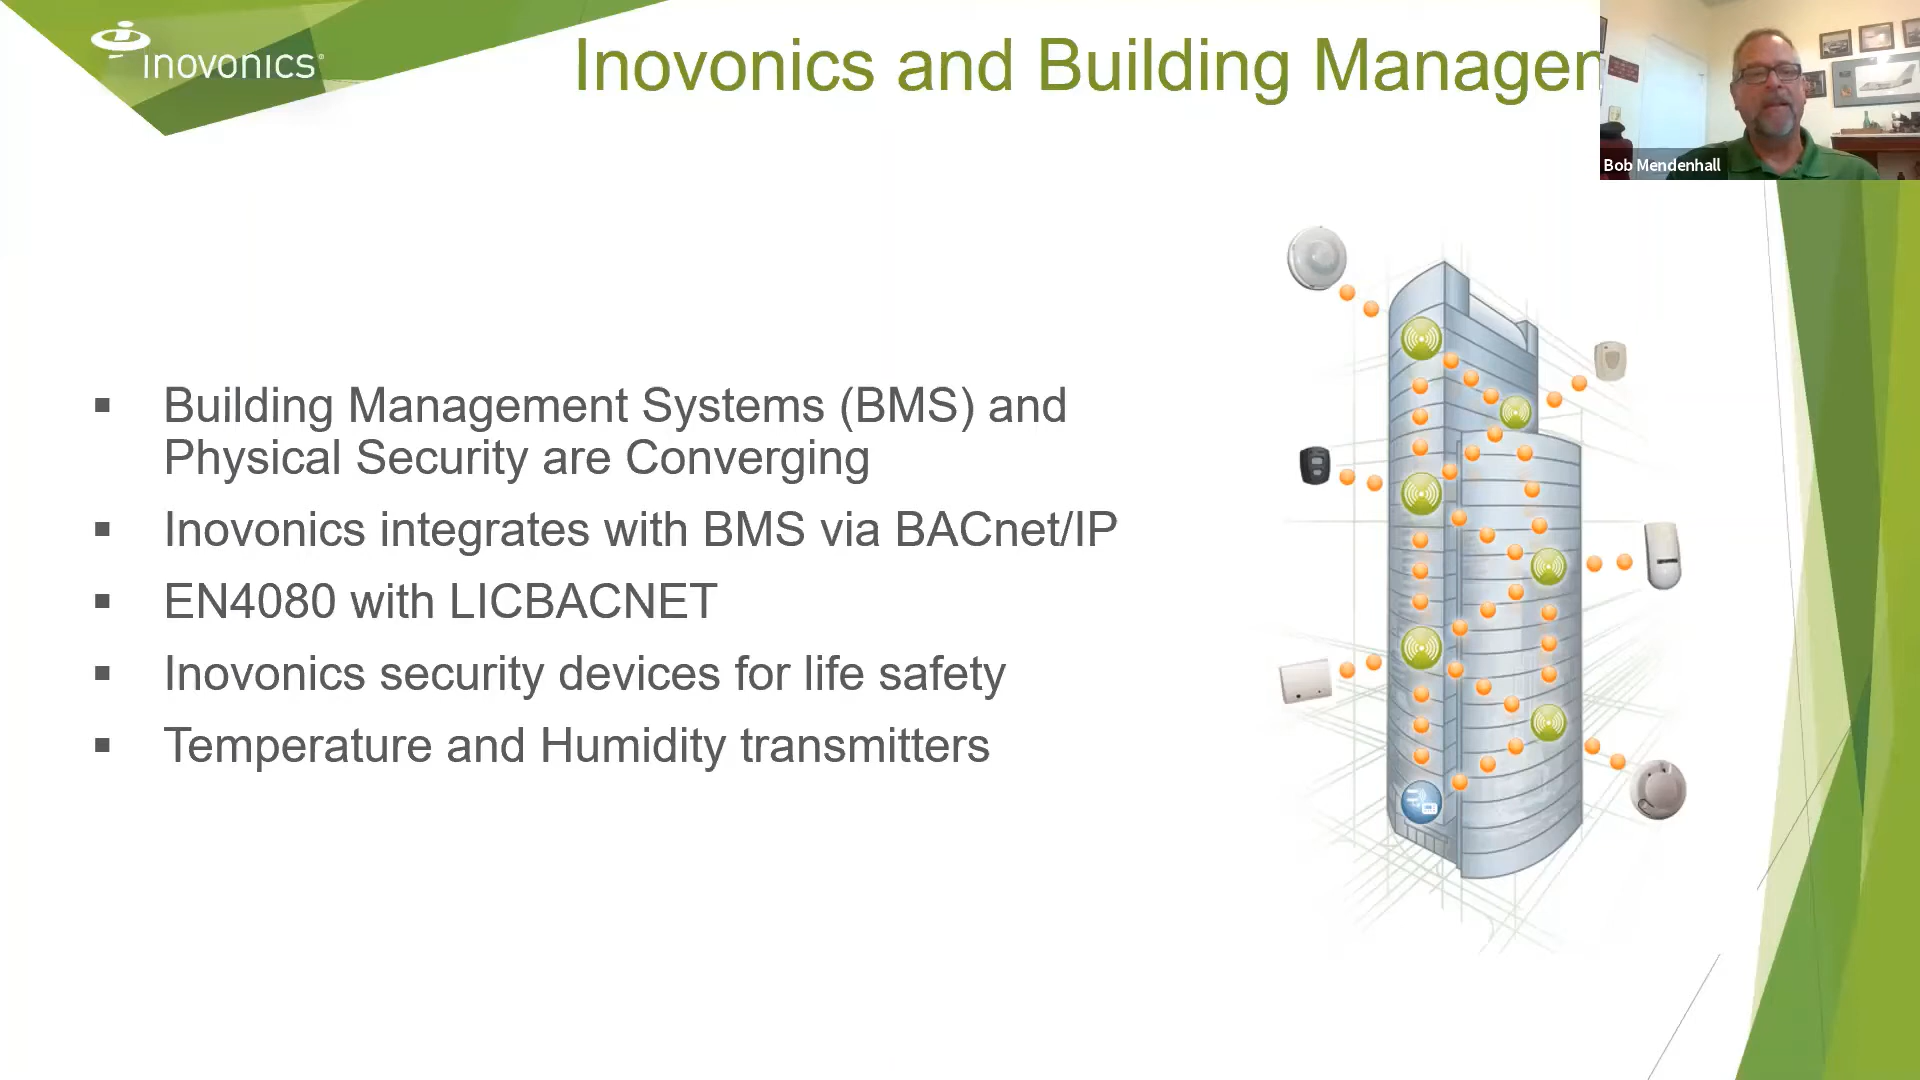 inovonics
Inovonics and Building Managem
Bob Mendenhall
Building Management Systems (BMS) and
Physical Security are Converging
Inovonics integrates with BMS via BACnet/IP
EN4080 with LICBACNET
Inovonics security devices for life safety
Temperature and Humidity transmitters